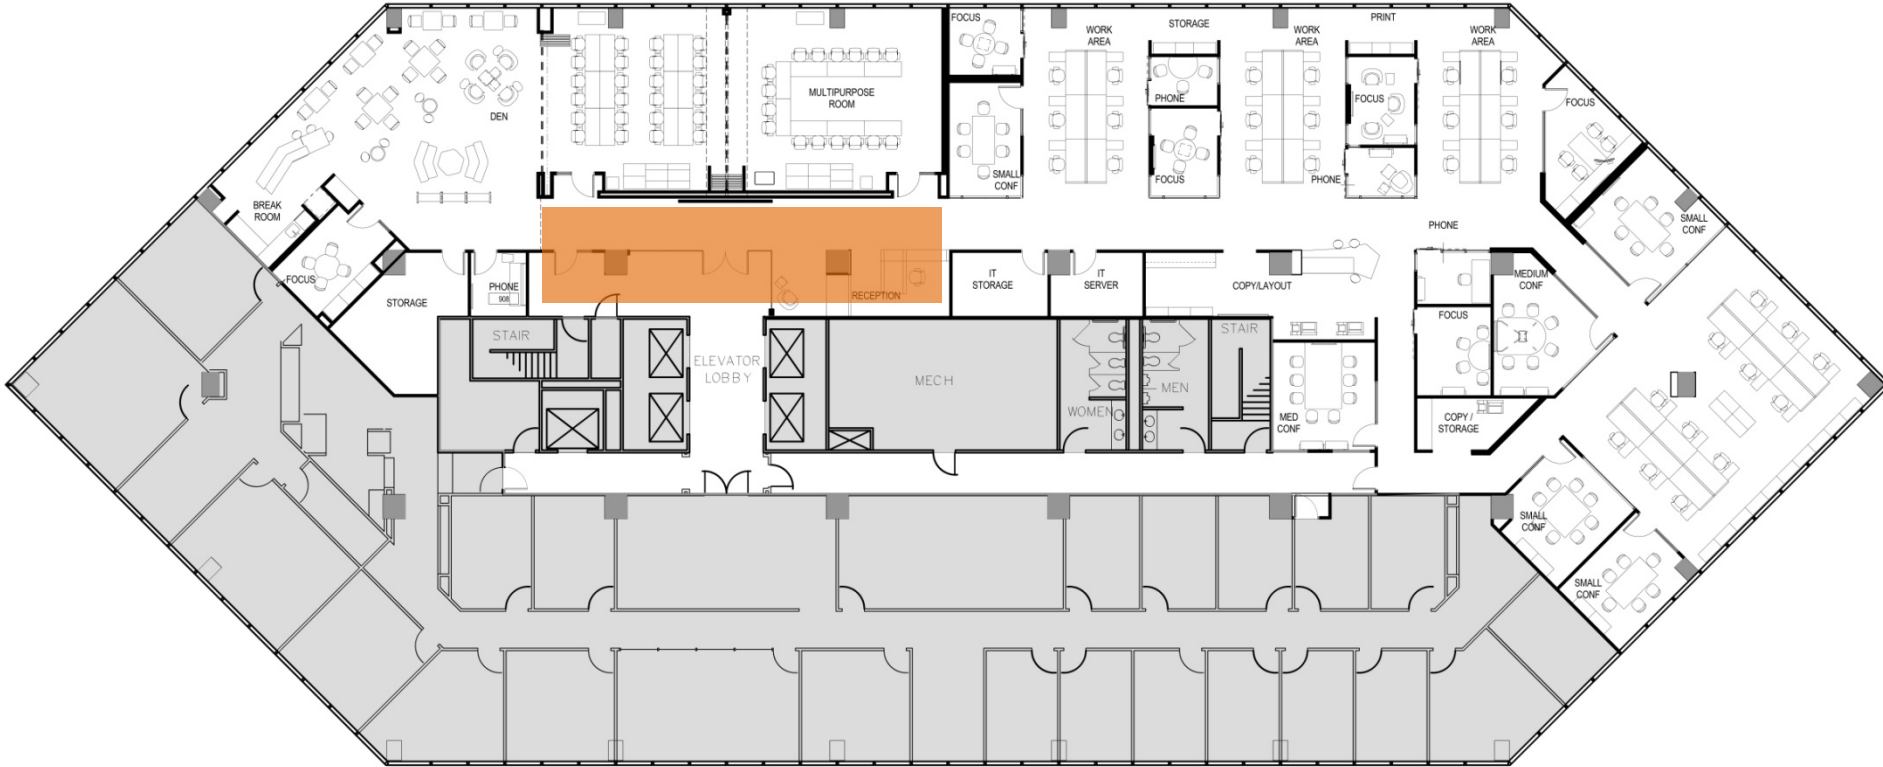 FOCUS
STORAGE
PRINT
WORK
AREA
WORK
AREA
WORK
AREA
MULTIPURPOSE
ROOM
DEN
PHONE
FOCUS
FOCUS
SMALL
CONF
FOCUS
PHONE
BREAK
ROOM
SMALL
CONF
PHONE
FOCUS
STORAGE
PHONE
908
RECEPTION
IT
STORAGE
IT
SERVER
COPY/LAYOUT
MEDIUM
CONF
FOCUS
STAIR
ELEVATOR
LOBBY
MECH
WOMEN
MEN
STAIR
MED
CONF
COPY /
STORAGE
SMALL
CONF
SMALL
CONF